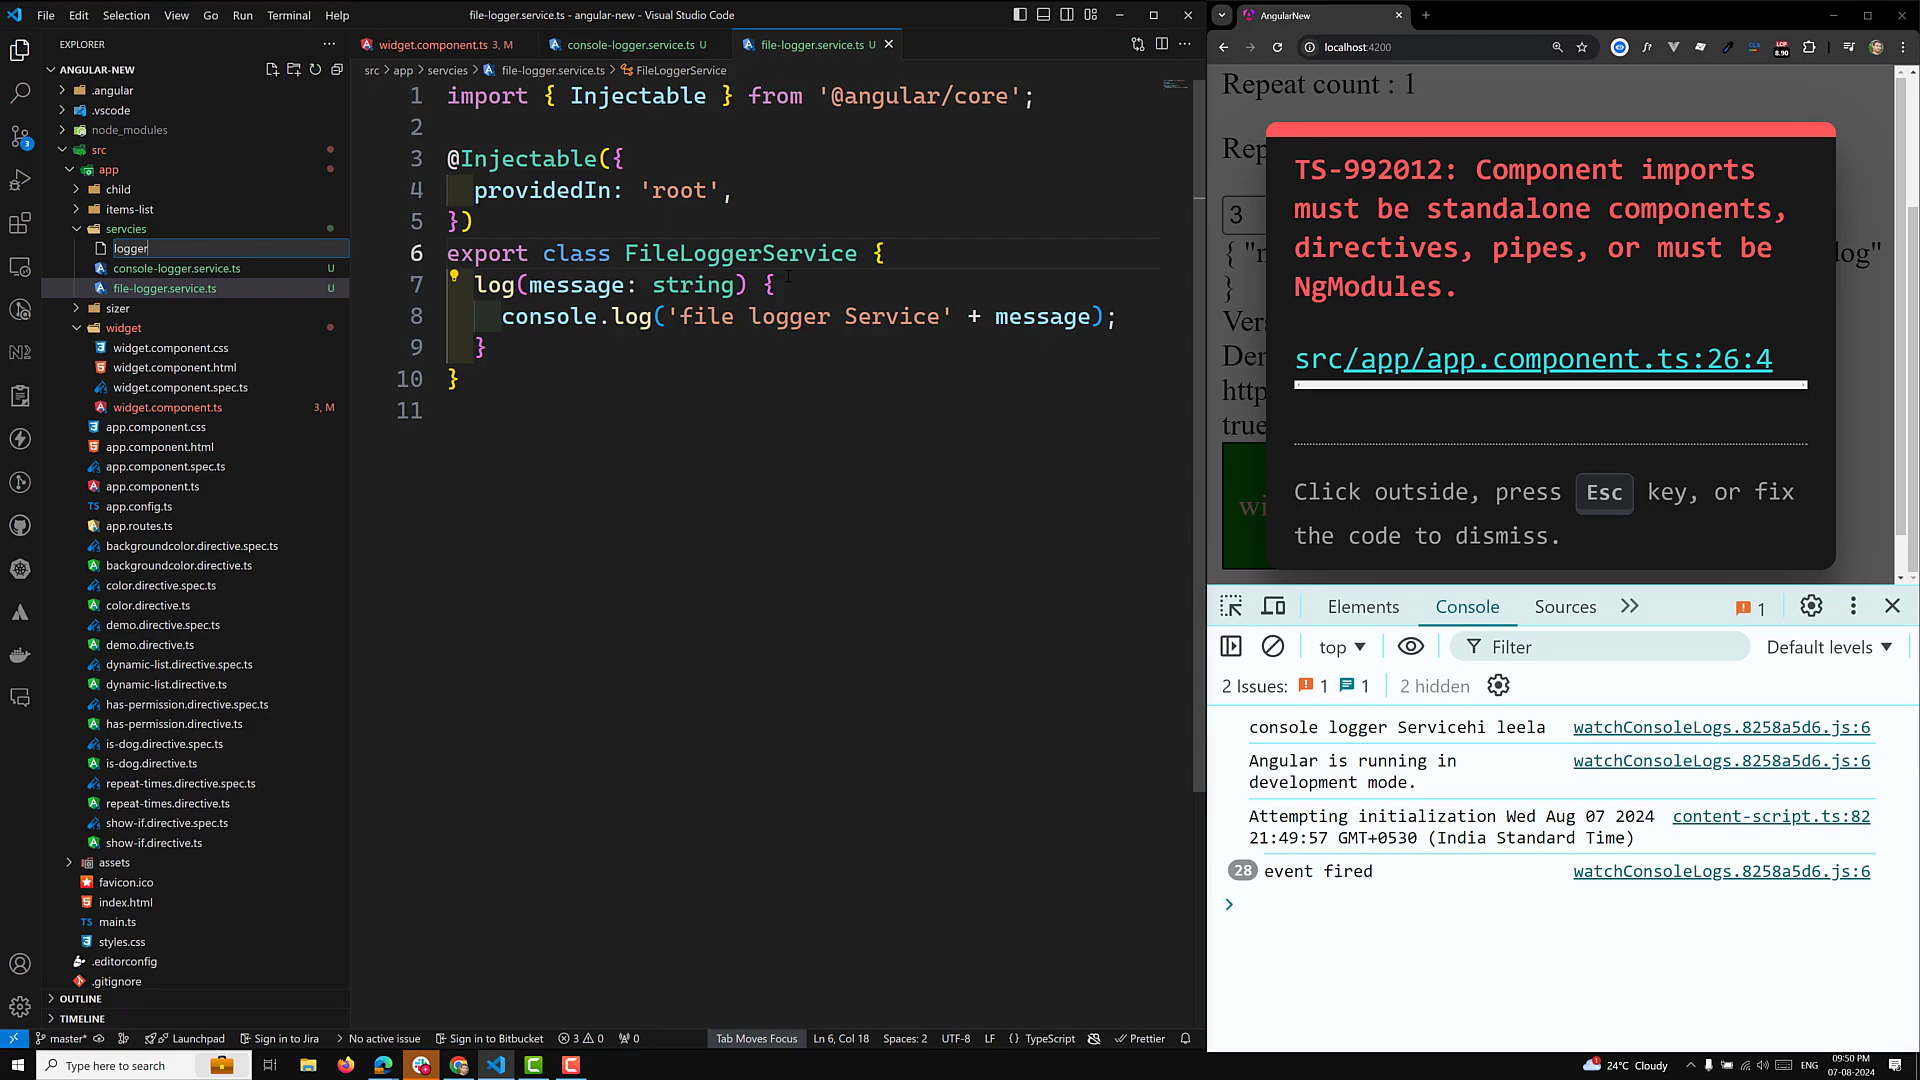 File Edit Selection View Go Run Terminal Help
file-logger.service.ts - angular-new - Visual Studio Code
EXPLORER
ANGULAR-NEW
.angular
.vscode
node_modules
src
app
child
items-list
servcies
logger
console-logger.service.ts U
file-logger.service.ts U
sizer
widget
widget.component.css
widget.component.html
widget.component.spec.ts
widget.component.ts 3, M
app.component.css
app.component.html
app.component.spec.ts
app.component.ts
app.config.ts
app.routes.ts
backgroundcolor.directive.spec.ts
backgroundcolor.directive.ts
color.directive.spec.ts
color.directive.ts
demo.directive.spec.ts
demo.directive.ts
dynamic-list.directive.spec.ts
dynamic-list.directive.ts
has-permission.directive.spec.ts
has-permission.directive.ts
is-dog.directive.spec.ts
is-dog.directive.ts
repeat-times.directive.spec.ts
repeat-times.directive.ts
show-if.directive.spec.ts
show-if.directive.ts
assets
favicon.ico
index.html
main.ts
styles.css
.editorconfig
.gitignore
OUTLINE
TIMELINE
widget.component.ts 3, M console-logger.service.ts U file-logger.service.ts U
src > app > servcies > file-logger.service.ts > FileLoggerService
1 import { Injectable } from '@angular/core';
2
3 @Injectable({
4 providedIn: 'root',
5 })
6 export class FileLoggerService {
7 log(message: string) {
8 console.log('file logger Service' + message);
9 }
10 }
11
master* Launchpad Sign in to Jira No active issue Sign in to Bitbucket 3 0 0 Tab Moves Focus Ln 6, Col 18 Spaces: 2 UTF-8 LF {} TypeScript Prettier
AngularNew
localhost:4200
8.90
Repeat count : 1
Rep
3
{ "n
log"
}
Vers
Den
http
true
wi
TS-992012: Component imports
must be standalone components,
directives, pipes, or must be
NgModules.
src/app/app.component.ts:26:4
Click outside, press Esc key, or fix
the code to dismiss.
Elements Console Sources 1
top Filter Default levels
2 Issues: 1 1 2 hidden
console logger Servicehi leela watchConsoleLogs.8258a5d6.js:6
Angular is running in watchConsoleLogs.8258a5d6.js:6
development mode.
Attempting initialization Wed Aug 07 2024 content-script.ts:82
21:49:57 GMT+0530 (India Standard Time)
28 event fired watchConsoleLogs.8258a5d6.js:6
Type here to search
24°C Cloudy ENG 09:50 PM
07-08-2024